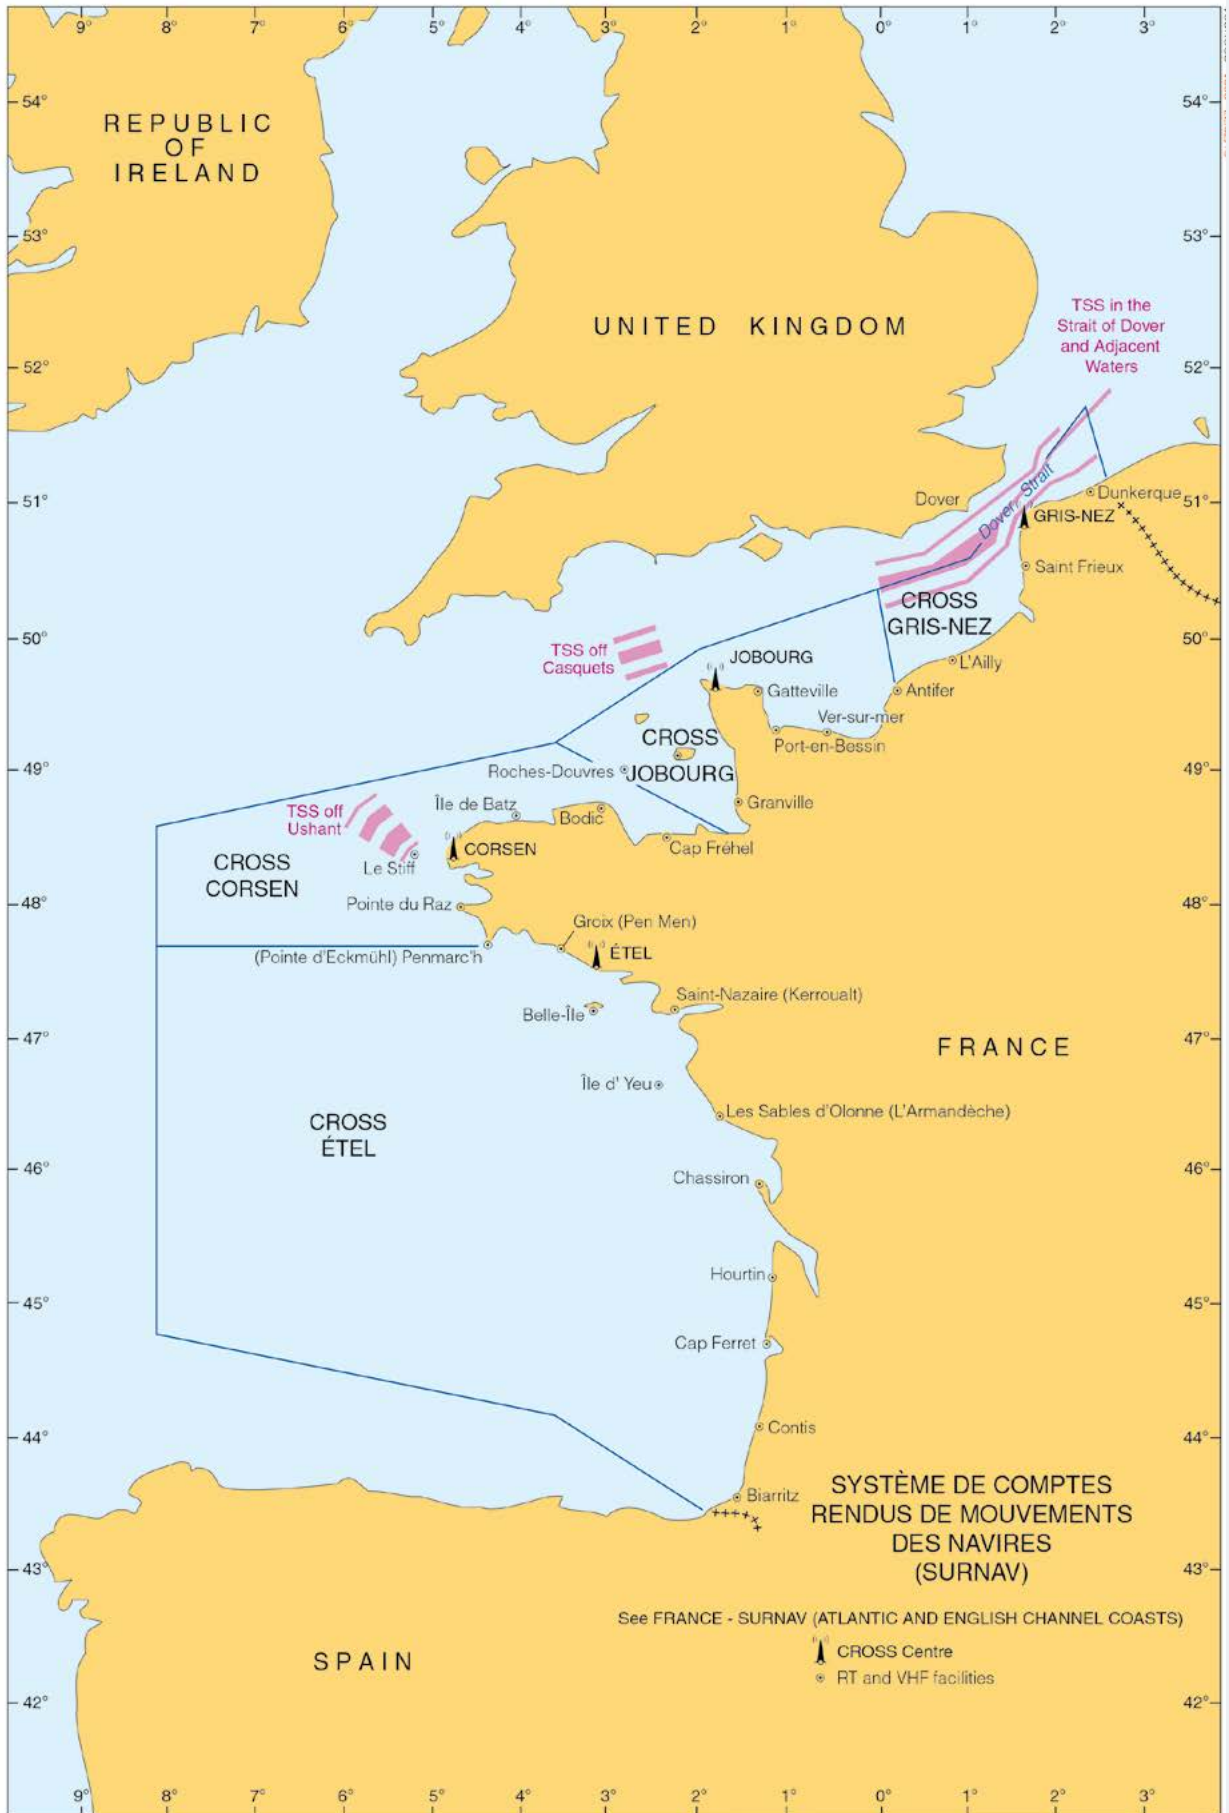 9° 8° 7° 6° 5° 4° 3° 2° 1° 0° 1° 2° 3°
54° 54°
REPUBLIC
OF
IRELAND
53° 53°
TSS in the
Strait of Dover
and Adjacent
Waters
UNITED KINGDOM
52° 52°
51° 51°
Dover
Dover Strait
Dunkerque
GRIS-NEZ
Saint Frieux
CROSS
GRIS-NEZ
50° 50°
TSS off
Casquets
JOBOURG
L'Ailly
Gatteville
Antifer
Ver-sur-mer
Port-en-Bessin
CROSS
JOBOURG
49° 49°
Roches-Douvres
Granville
TSS off
Ushant
Île de Batz
Bodic
CORSEN
Cap Fréhel
Le Stiff
CROSS
CORSEN
48° 48°
Pointe du Raz
Groix (Pen Men)
(Pointe d'Eckmühl) Penmarc'h
ÉTEL
Saint-Nazaire (Kerroualt)
Belle-Île
47° 47°
FRANCE
Île d' Yeu
Les Sables d'Olonne (L'Armandèche)
CROSS
ÉTEL
46° 46°
Chassiron
Hourtin
45° 45°
Cap Ferret
44° 44°
Contis
Biarritz
SYSTÈME DE COMPTES
RENDUS DE MOUVEMENTS
DES NAVIRES
(SURNAV)
43° 43°
See FRANCE - SURNAV (ATLANTIC AND ENGLISH CHANNEL COASTS)
CROSS Centre
RT and VHF facilities
SPAIN
42° 42°
9° 8° 7° 6° 5° 4° 3° 2° 1° 0° 1° 2° 3°